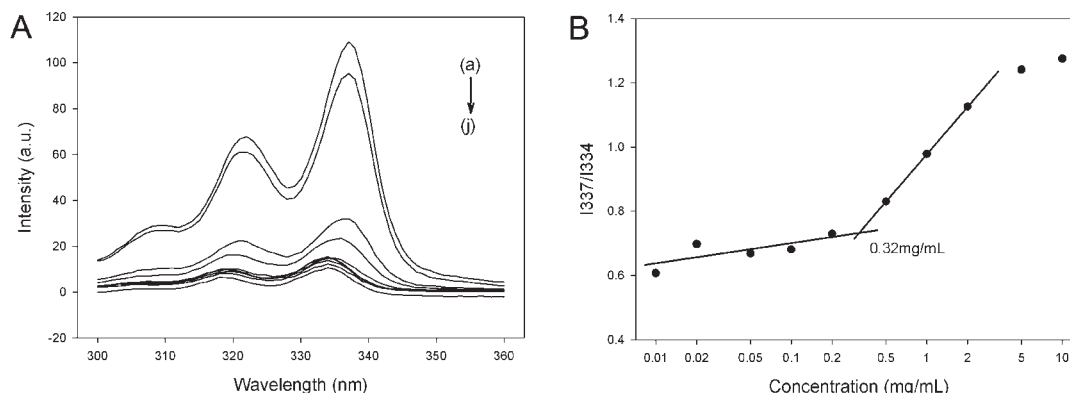 A
120
100
80
60
40
20
0
-20
Intensity (a.u.)
(a)
(j)
300 310 320 330 340 350 360
Wavelength (nm)
B
1.4
1.2
1.0
0.8
0.6
0.4
I337/I334
0.32mg/mL
0.01 0.02 0.05 0.1 0.2 0.5 1 2 5 10
Concentration (mg/mL)